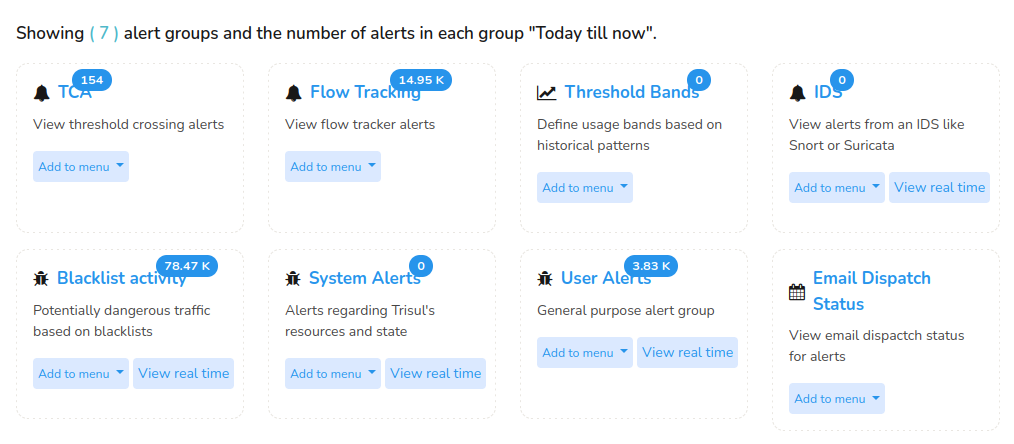 Showing ( 7 ) alert groups and the number of alerts in each group "Today till now".
154
TCA
View threshold crossing alerts
Add to menu
14.95 K
Flow Tracking
View flow tracker alerts
Add to menu
0
Threshold Bands
Define usage bands based on
historical patterns
Add to menu
0
IDS
View alerts from an IDS like
Snort or Suricata
Add to menu
View real time
78.47 K
Blacklist activity
Potentially dangerous traffic
based on blacklists
Add to menu
View real time
0
System Alerts
Alerts regarding Trisul's
resources and state
Add to menu
View real time
3.83 K
User Alerts
General purpose alert group
Add to menu
View real time
Email Dispatch
Status
View email dispactch status
for alerts
Add to menu